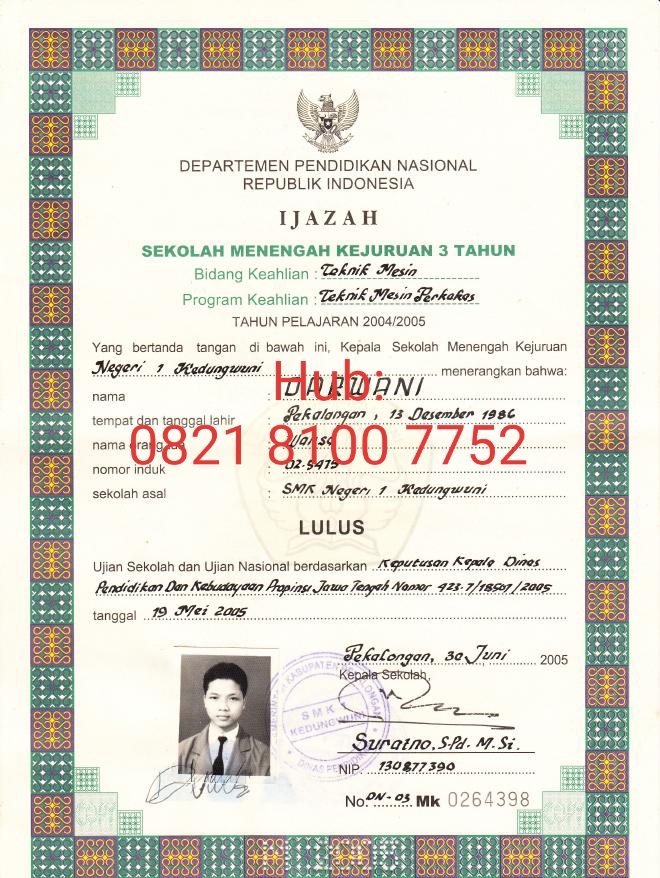 DEPARTEMEN PENDIDIKAN NASIONAL
REPUBLIK INDONESIA
IJAZAH
SEKOLAH MENENGAH KEJURUAN 3 TAHUN
Bidang Keahlian : Teknik Mesin
Program Keahlian : Teknik Mesin Perkakas
TAHUN PELAJARAN 2004/2005
Yang bertanda tangan di bawah ini, Kepala Sekolah Menengah Kejuruan
Negeri 1 Kedungwuni menerangkan bahwa:
Hub:
nama : DARWANI
tempat dan tanggal lahir : Pekalongan, 13 Desember 1986
0821 8100 7752
nama
nomor induk : 02.9475
sekolah asal : SMK Negeri 1 Kedungwuni
LULUS
Ujian Sekolah dan Ujian Nasional berdasarkan Keputusan Kepala Dinas
Pendidikan Dan Kebudayaan Propinsi Jawa Tengah Nomor 423.7/18507/2005
tanggal 19 Mei 2005
Pekalongan, 30 Juni 2005
Kepala Sekolah,
SMK
KEDUNGWUNI
Suratno, S.Pd. M.Si.
NIP. 130877390
No. DN-03 Mk 0264398